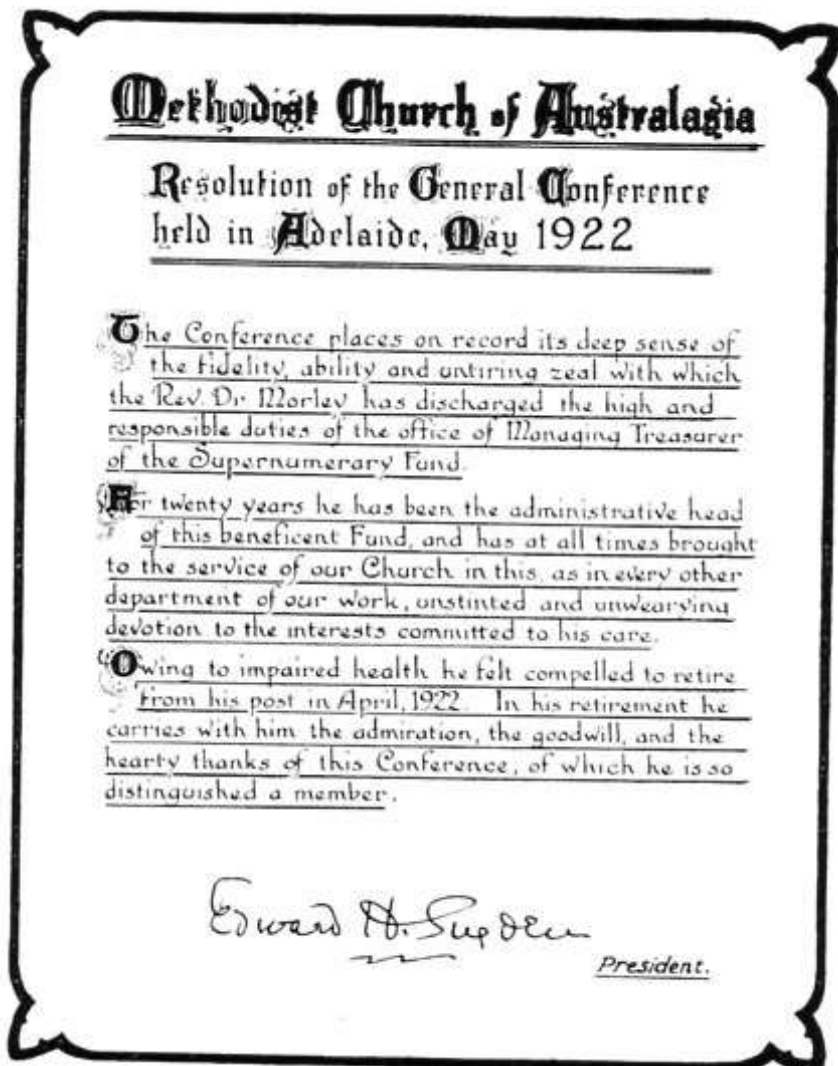 Methodist Church of Australasia
Resolution of the General Conference
held in Adelaide, May 1922
The Conference places on record its deep sense of
the fidelity, ability and untiring zeal with which
the Rev. Dr Morley has discharged the high and
responsible duties of the office of Managing Treasurer
of the Supernumerary Fund.
For twenty years he has been the administrative head
of this beneficent Fund, and has at all times brought
to the service of our Church in this, as in every other
department of our work, unstinted and unwearying
devotion to the interests committed to his care.
Owing to impaired health he felt compelled to retire
from his post in April, 1922. In his retirement he
carries with him the admiration, the goodwill, and the
hearty thanks of this Conference, of which he is so
distinguished a member.
Edward H. Sugden
President.